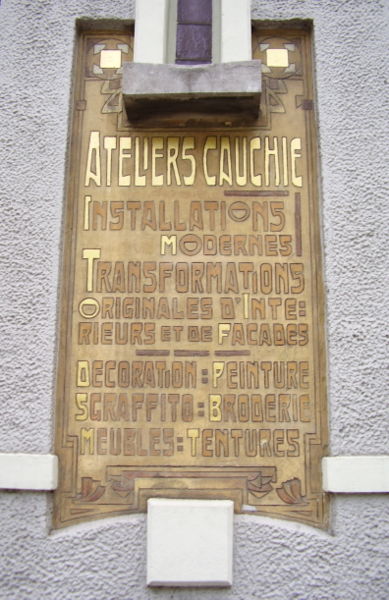 ATELIERS CAUCHIE
INSTALLATIONS
MODERNES
TRANSFORMATIONS
ORIGINALES D'INTE=
RIEURS ET DE FACADES
DECORATION: PEINTURE
SGRAFFITO: BRODERIE
MEUBLES: TENTURES